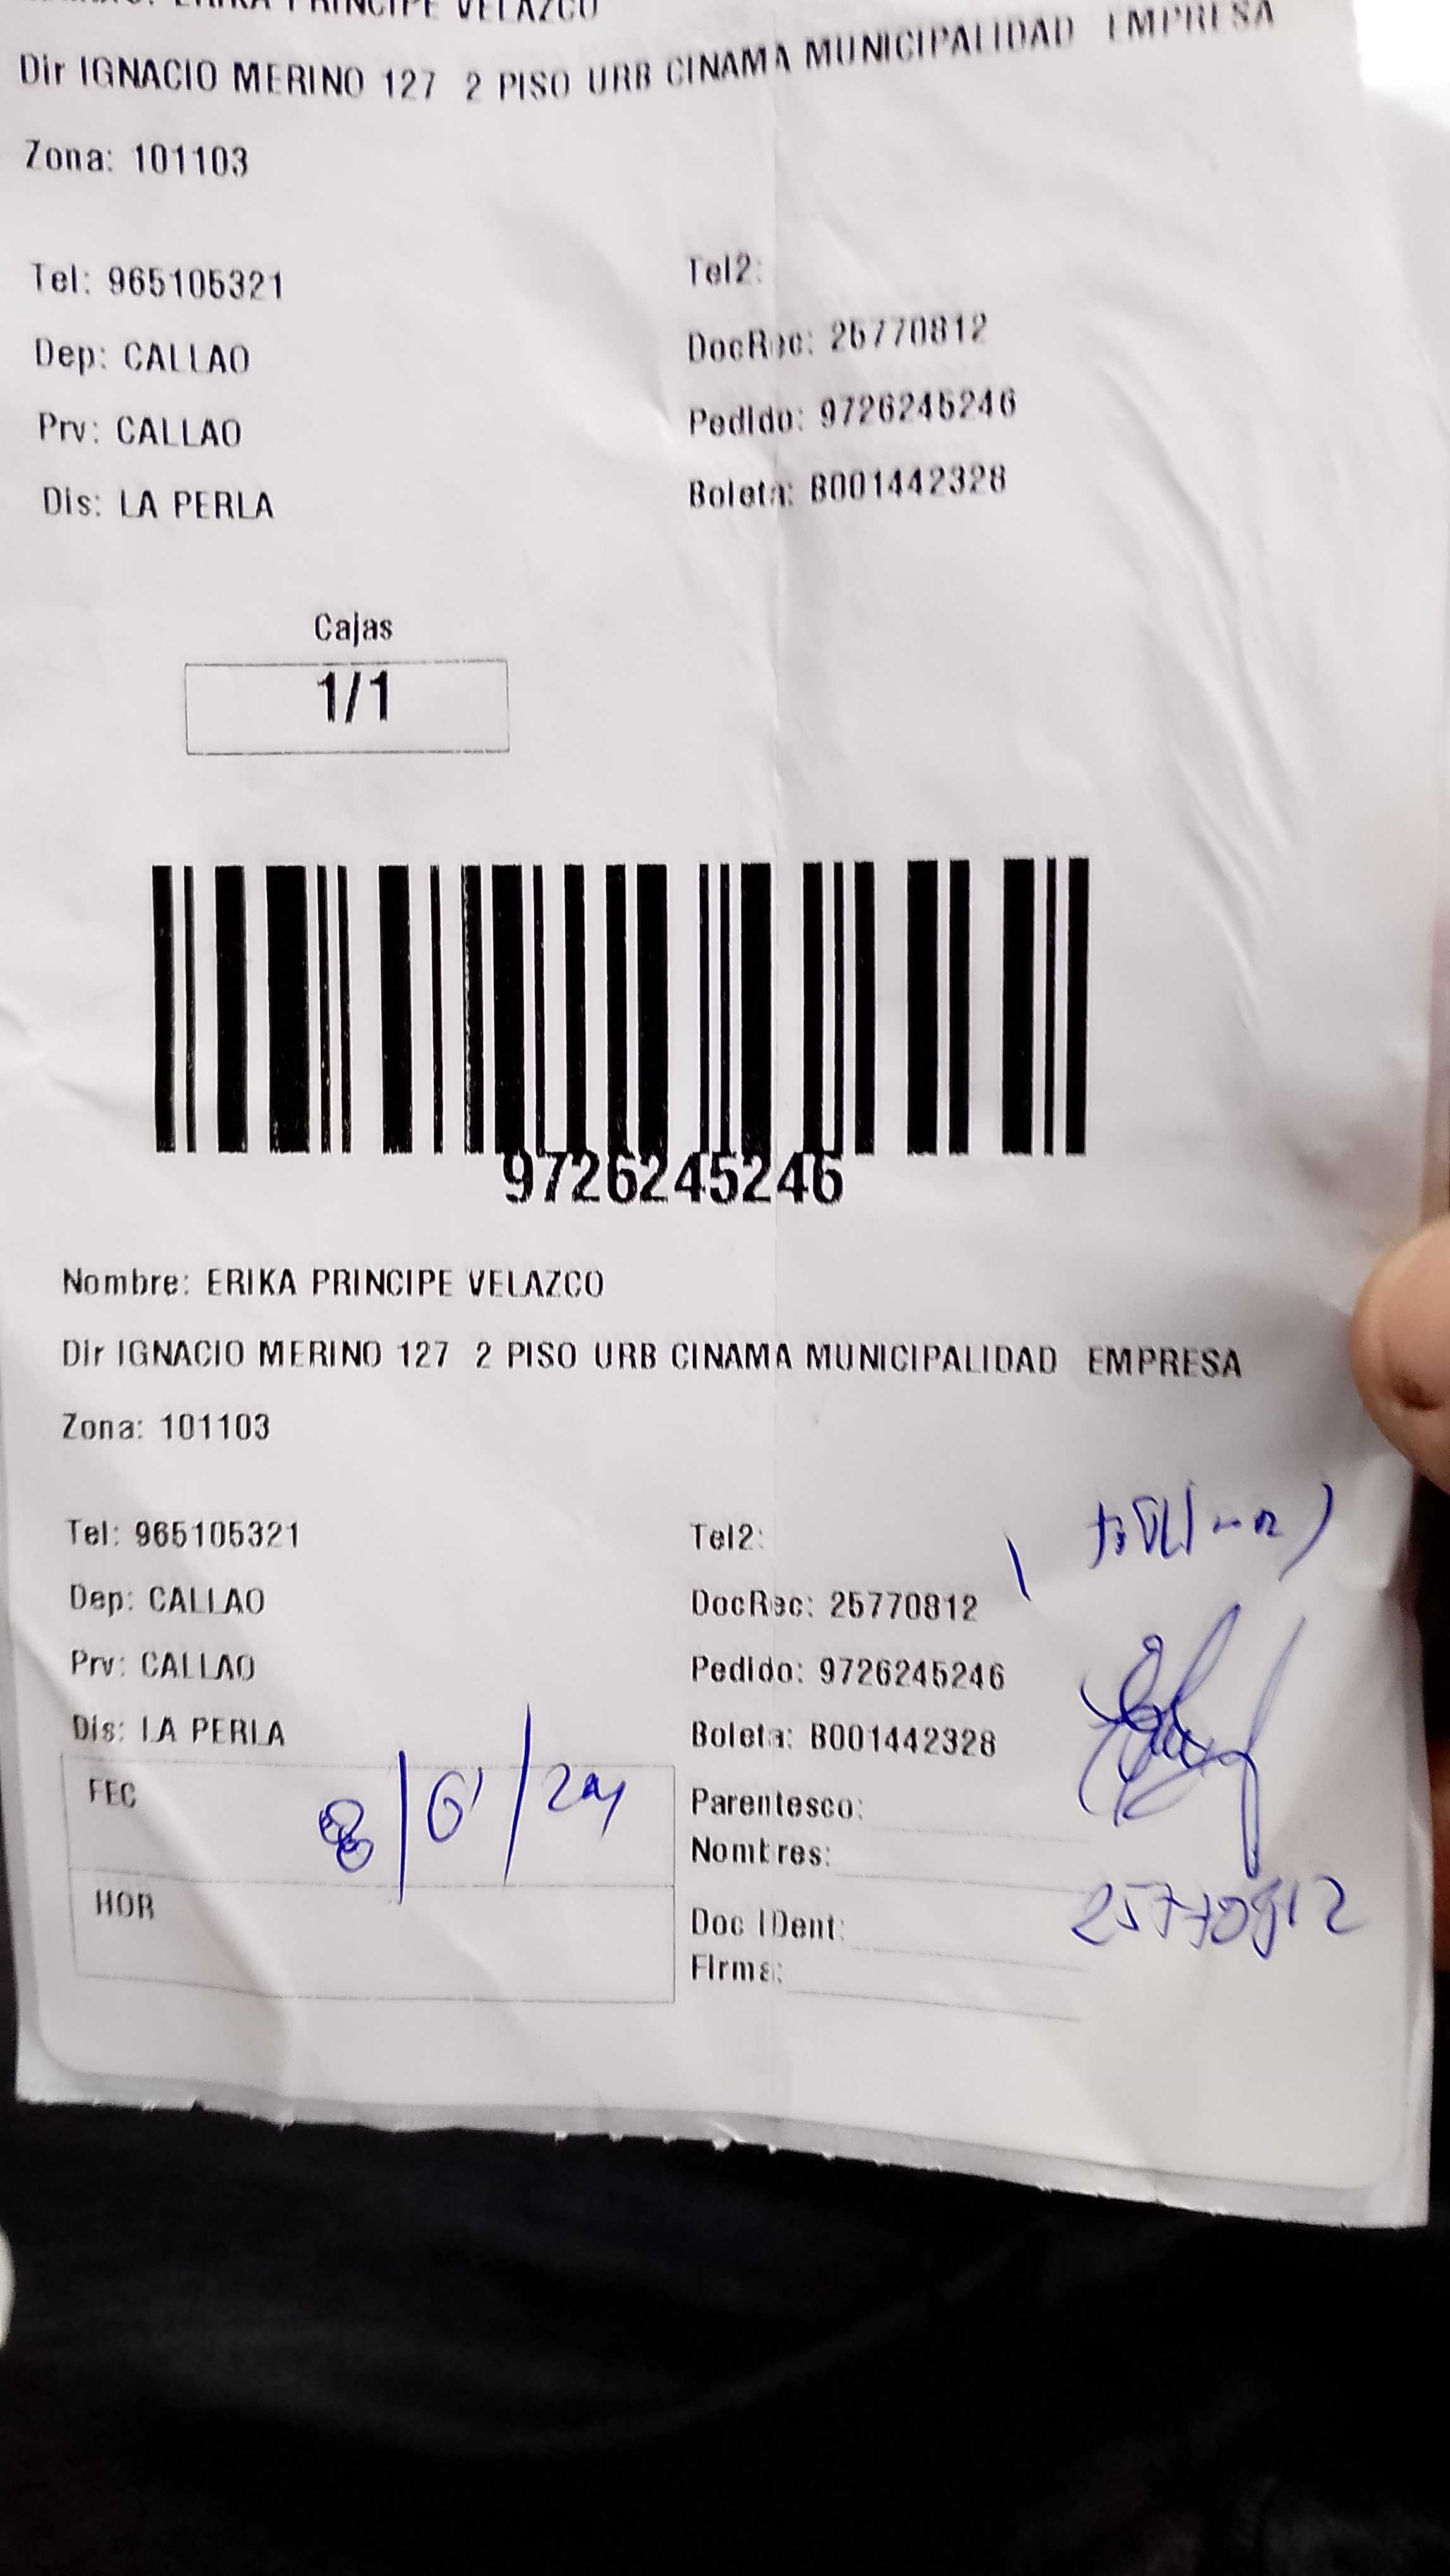 ERIKA PRINCIPE VELAZCO
Dir IGNACIO MERINO 127 2 PISO URB CINAMA MUNICIPALIDAD EMPRESA
Zona: 101103
Tel: 965105321
Tel2:
Dep: CALLAO
DocRec: 25770812
Prv: CALLAO
Pedido: 9726245246
Dis: LA PERLA
Boleta: B001442328
Cajas
1/1
9726245246
Nombre: ERIKA PRINCIPE VELAZCO
Dir IGNACIO MERINO 127 2 PISO URB CINAMA MUNICIPALIDAD EMPRESA
Zona: 101103
Tel: 965105321
Tel2:
Dep: CALLAO
DocRec: 25770812
Prv: CALLAO
Pedido: 9726245246
Dis: LA PERLA
Boleta: B001442328
FEC
8/6/24
Parentesco:
Nombres:
HOR
Doc IDent:
25770812
Firma: